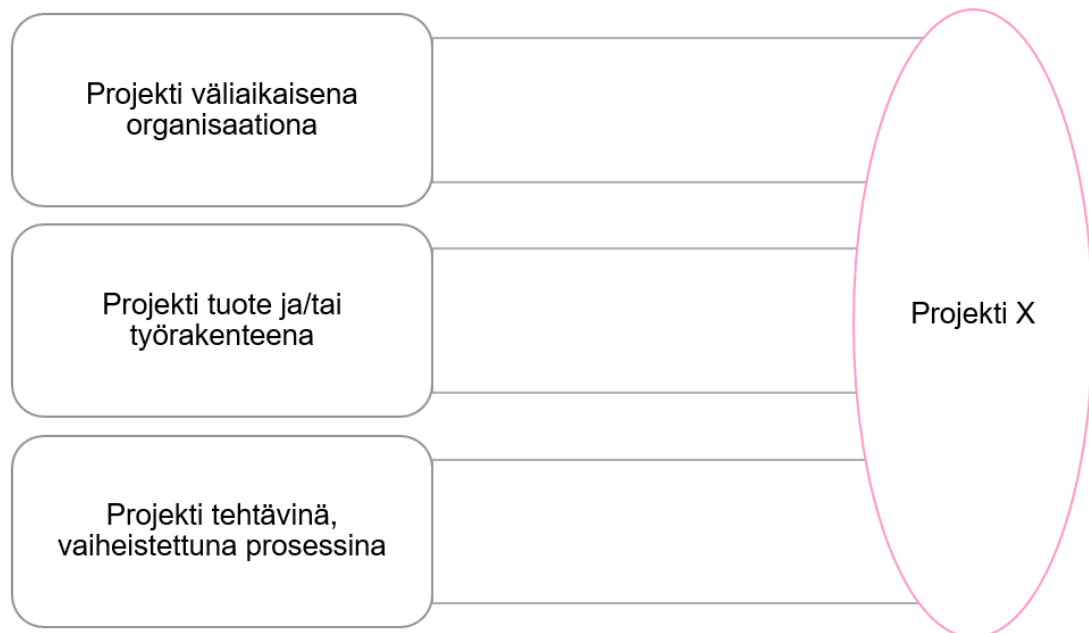 Projekti väliaikaisena
organisaationa
Projekti tuote ja/tai
työrakenteena
Projekti X
Projekti tehtävinä,
vaiheistettuna prosessina